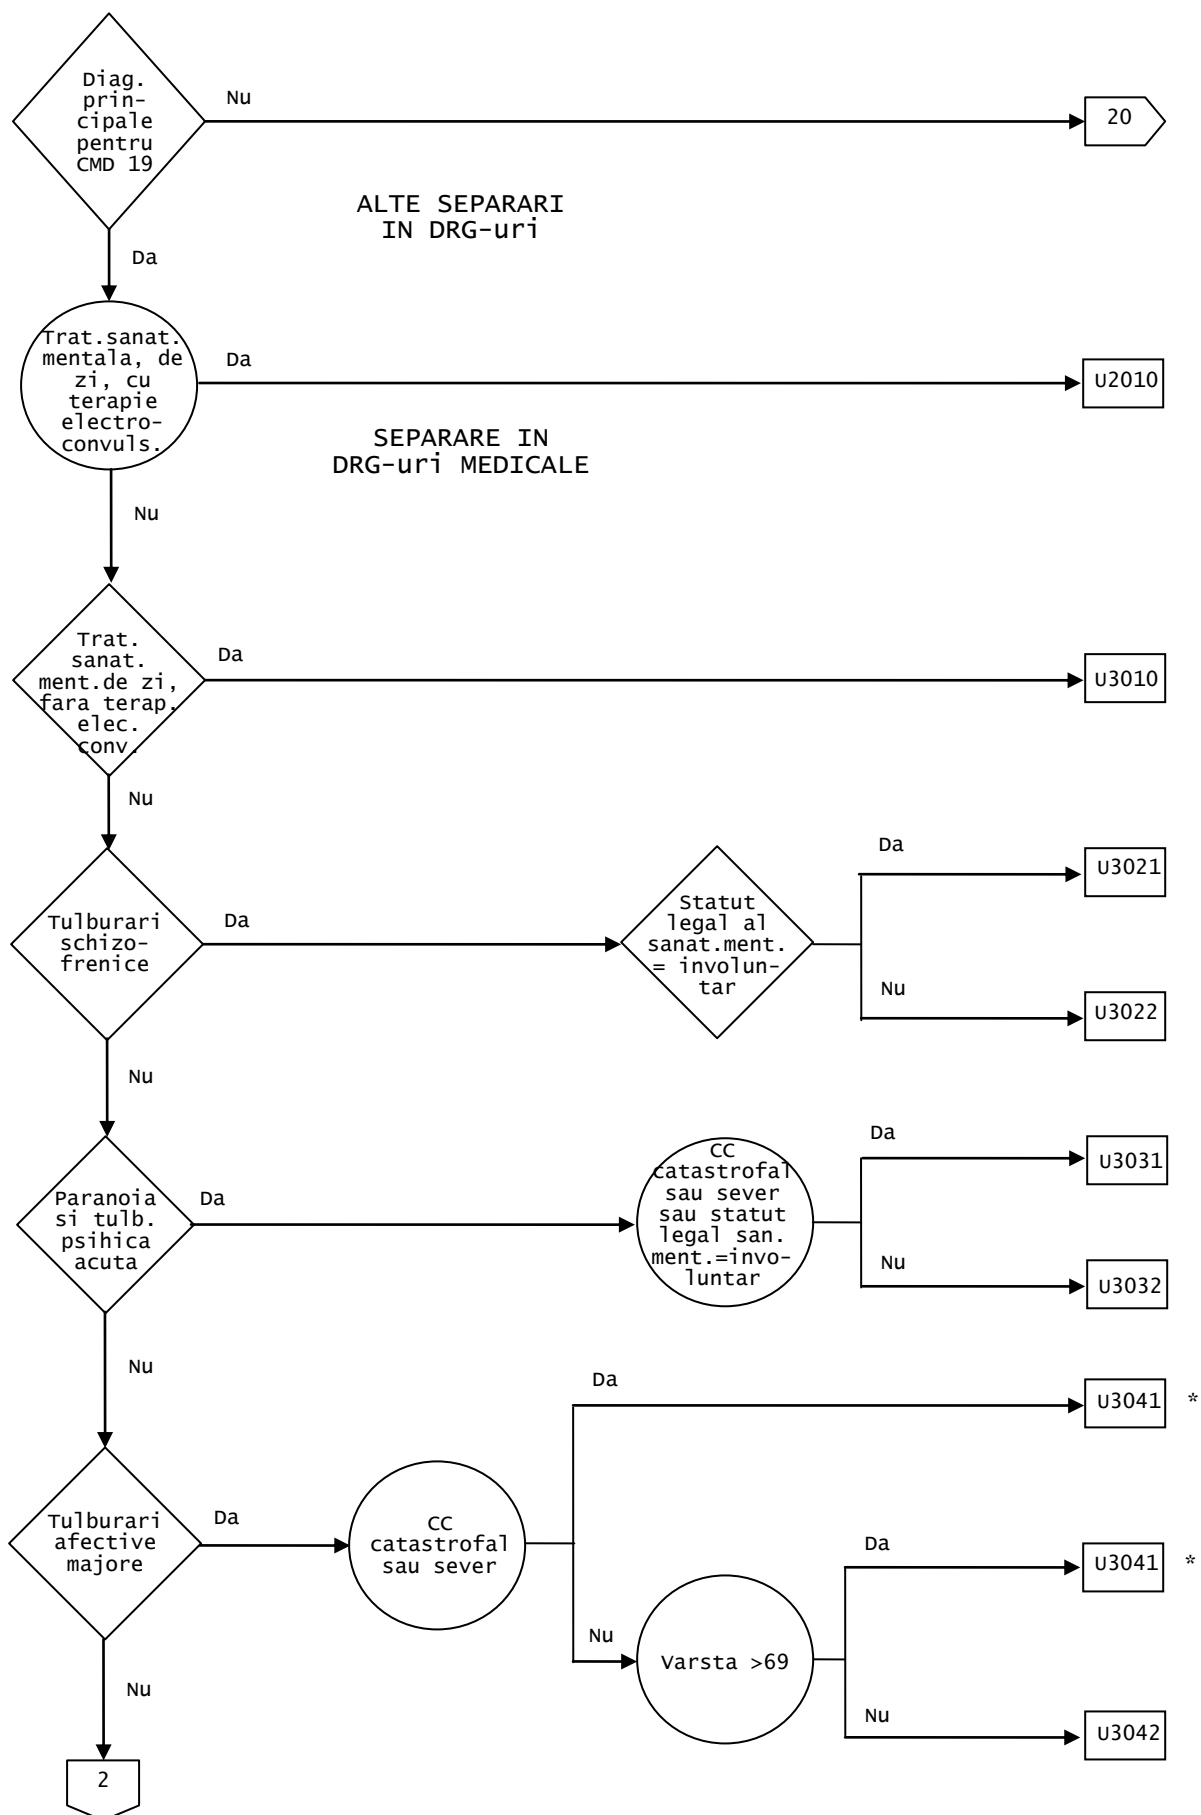 Diag.
prin-
cipale
pentru
CMD 19
Nu
20
ALTE SEPARARI
IN DRG-uri
Da
Trat.sanat.
mentala, de
zi, cu
terapie
electro-
convuls.
Da
U2010
SEPARARE IN
DRG-uri MEDICALE
Nu
Trat.
sanat.
ment.de zi,
fara terap.
elec.
conv.
Da
U3010
Nu
Tulburari
schizo-
frenice
Da
Statut
legal al
sanat.ment.
= involun-
tar
Da
U3021
Nu
U3022
Nu
Paranoia
si tulb.
psihica
acuta
Da
CC
catastrofal
sau sever
sau statut
legal san.
ment.=invo-
luntar
Da
U3031
Nu
U3032
Nu
Tulburari
afective
majore
Da
CC
catastrofal
sau sever
Da
U3041 *
Nu
Varsta >69
Da
U3041 *
Nu
U3042
Nu
2